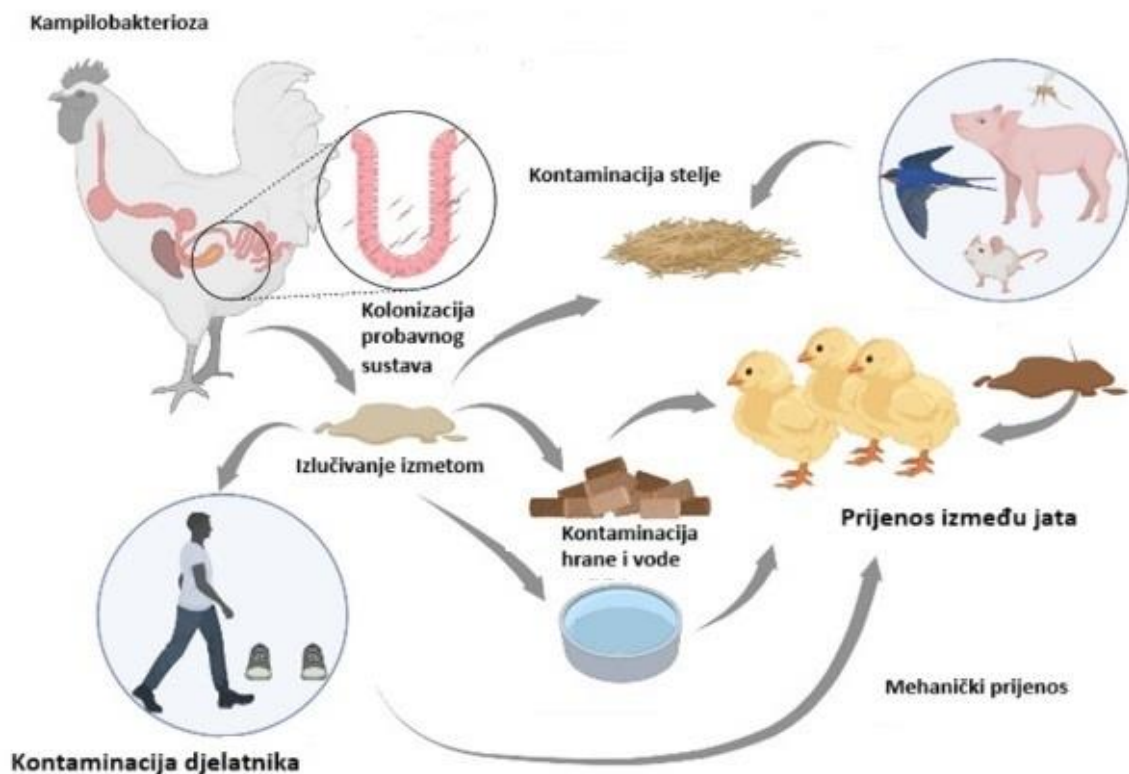 Kampilobakterioza
Kontaminacija stelje
Kolonizacija
probavnog
sustava
Izlučivanje izmetom
Kontaminacija
hrane i vode
Prijenos između jata
Mehanički prijenos
Kontaminacija djelatnika